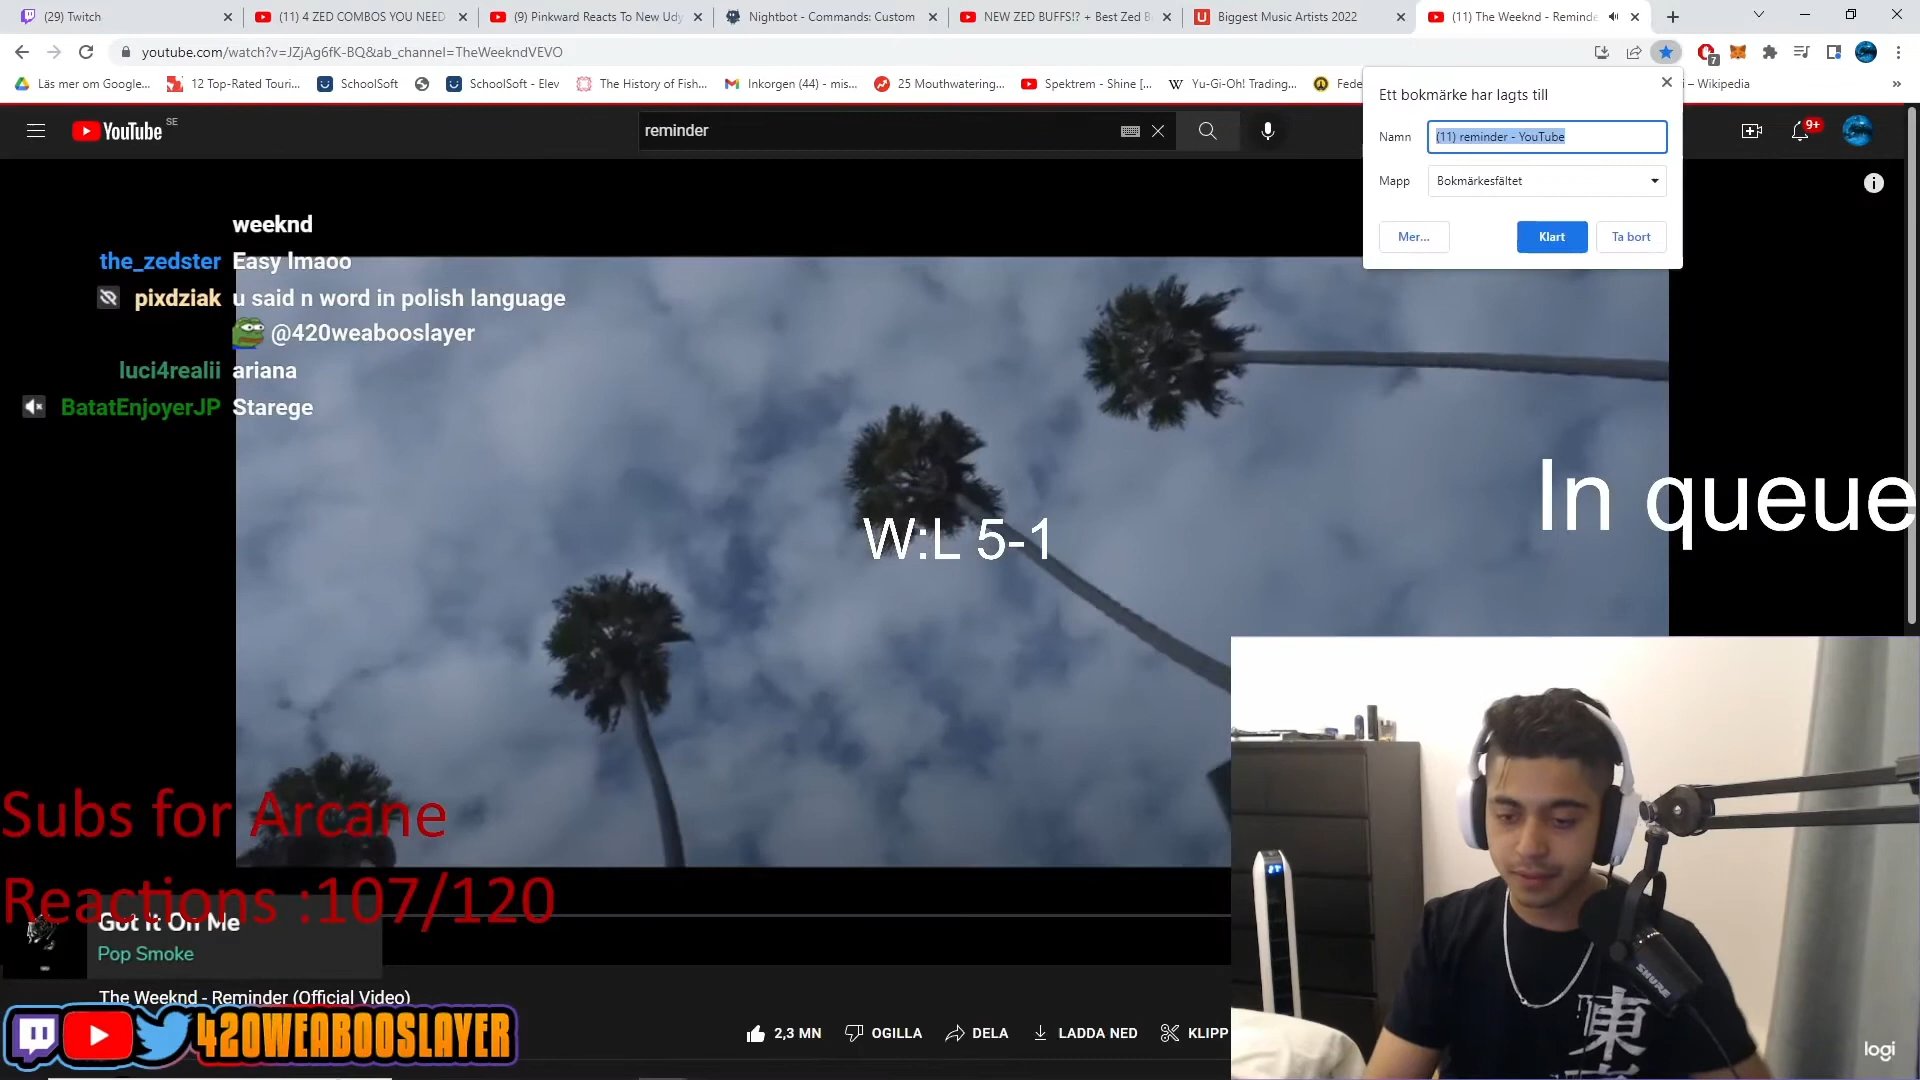 (29) Twitch
(11) 4 ZED COMBOS YOU NEED
(9) Pinkward Reacts To New Udy
Nightbot - Commands: Custom
NEW ZED BUFFS!? + Best Zed B
Biggest Music Artists 2022
(11) The Weeknd - Reminde
youtube.com/watch?v=JZjAg6fK-BQ&ab_channel=TheWeekndVEVO
7
Läs mer om Google...
12 Top-Rated Touri...
SchoolSoft
SchoolSoft - Elev
The History of Fish...
Inkorgen (44) - mis...
25 Mouthwatering...
Spektrem - Shine [...
Yu-Gi-Oh! Trading...
Fede
– Wikipedia
»
YouTube SE
reminder
9+
Ett bokmärke har lagts till
Namn
(11) reminder - YouTube
Mapp
Bokmärkesfältet
Mer...
Klart
Ta bort
weeknd
the_zedster Easy lmaoo
pixdziak u said n word in polish language
@420weabooslayer
luci4realii ariana
BatatEnjoyerJP Starege
In queue
W:L 5-1
Subs for Arcane
Reactions :107/120
Got It On Me
Pop Smoke
The Weeknd - Reminder (Official Video)
420WEABOOSLAYER
2,3 MN
OGILLA
DELA
LADDA NED
KLIPP
SHURE
東
logi